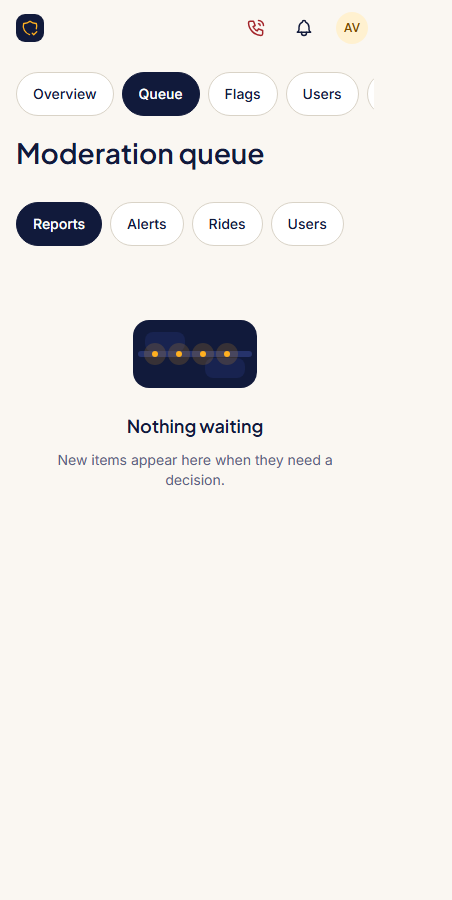 AV
Overview Queue Flags Users
Moderation queue
Reports Alerts Rides Users
Nothing waiting
New items appear here when they need a
decision.